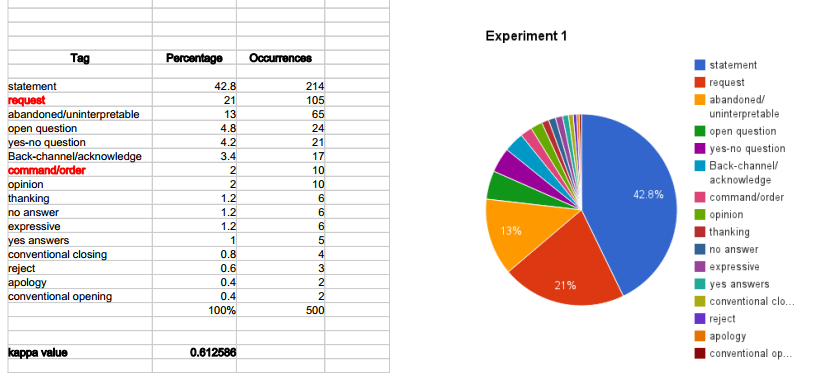 Tag Percentage Occurrences
statement 42.8 214
request 21 105
abandoned/uninterpretable 13 65
open question 4.8 24
yes-no question 4.2 21
Back-channel/acknowledge 3.4 17
command/order 2 10
opinion 2 10
thanking 1.2 6
no answer 1.2 6
expressive 1.2 6
yes answers 1 5
conventional closing 0.8 4
reject 0.6 3
apology 0.4 2
conventional opening 0.4 2
100% 500
kappa value 0.612586
Experiment 1
42.8%
13%
21%
statement
request
abandoned/
uninterpretable
open question
yes-no question
Back-channel/
acknowledge
command/order
opinion
thanking
no answer
expressive
yes answers
conventional clo...
reject
apology
conventional op...